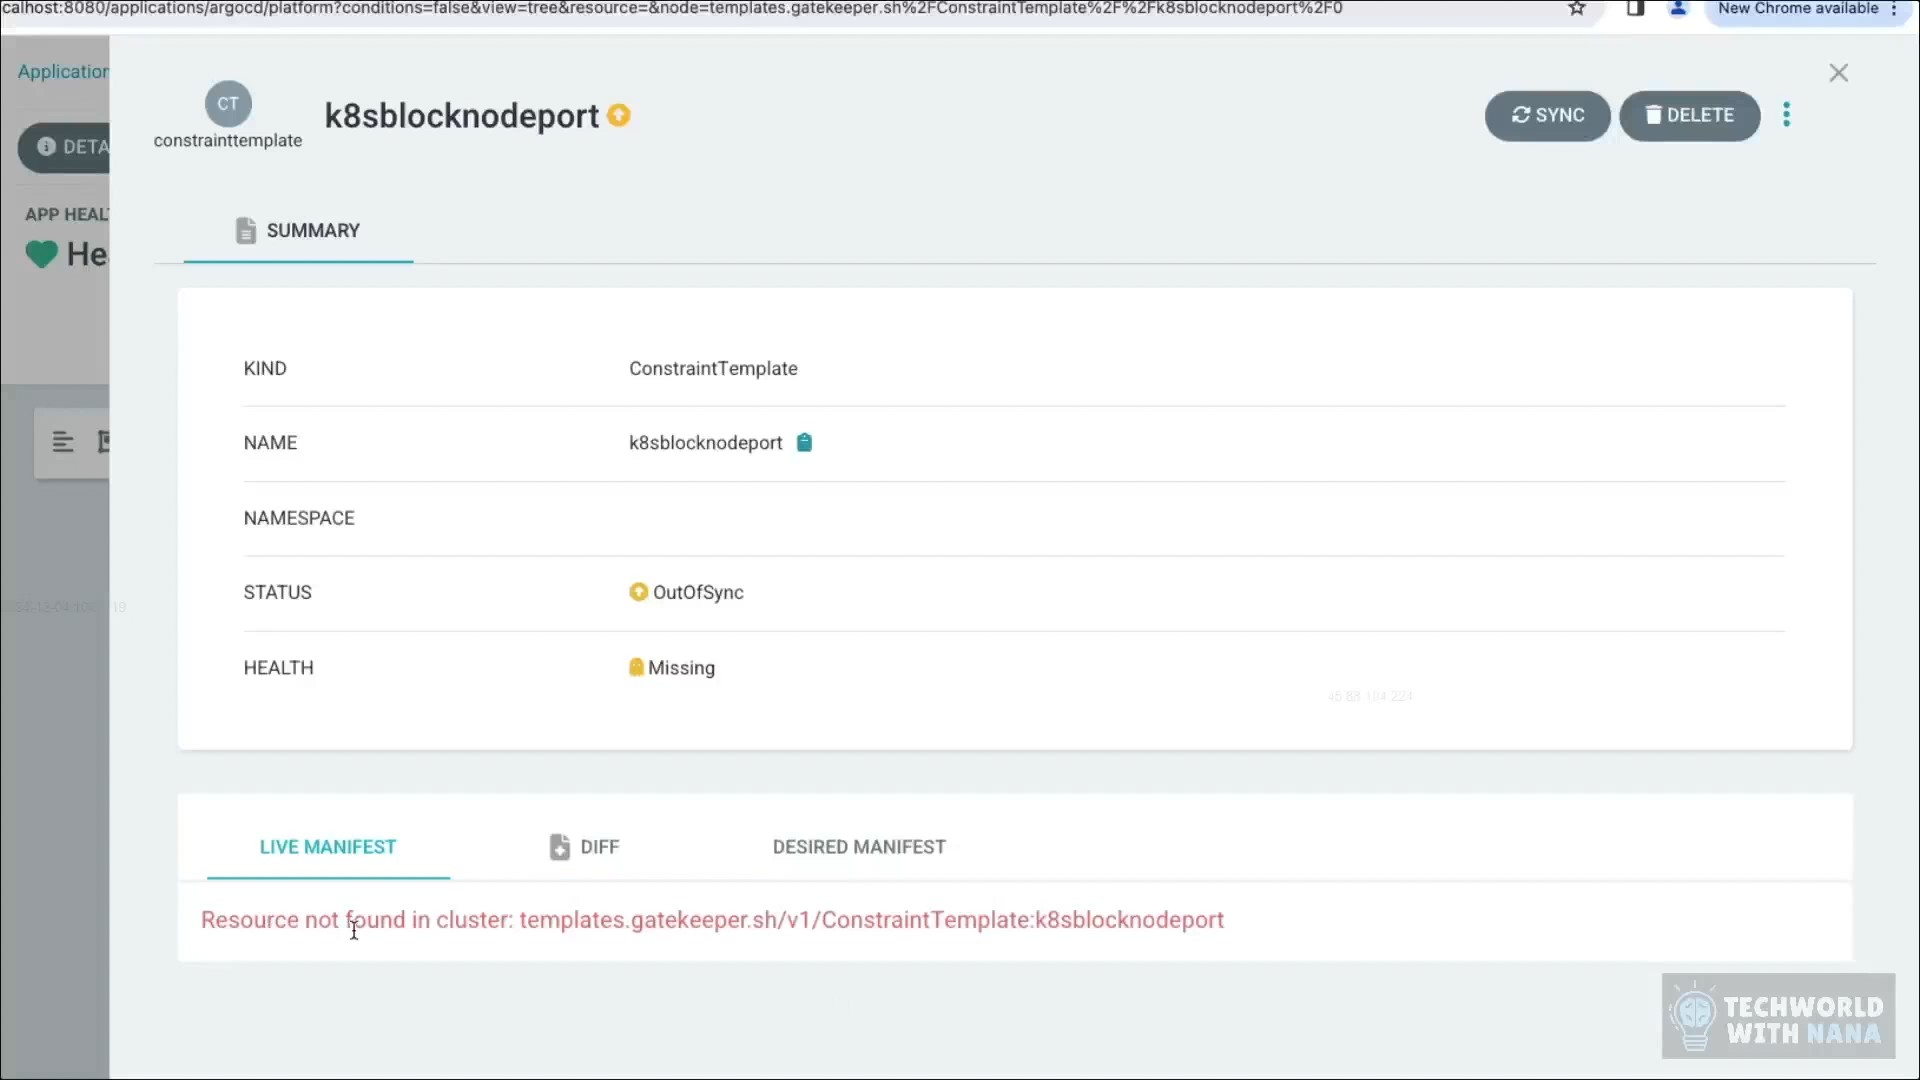 calhost:8080/applications/argocd/platform?conditions=false&view=tree&resource=&node=templates.gatekeeper.sh%2FConstraintTemplate%2F%2Fk8sblocknodeport%2F0
New Chrome available
Application
CT
constrainttemplate
k8sblocknodeport
SYNC
DELETE
DETA
APP HEALT
He
SUMMARY
KIND ConstraintTemplate
NAME k8sblocknodeport
NAMESPACE
STATUS OutOfSync
HEALTH Missing
LIVE MANIFEST
DIFF
DESIRED MANIFEST
Resource not found in cluster: templates.gatekeeper.sh/v1/ConstraintTemplate:k8sblocknodeport
TECHWORLD
WITH NANA